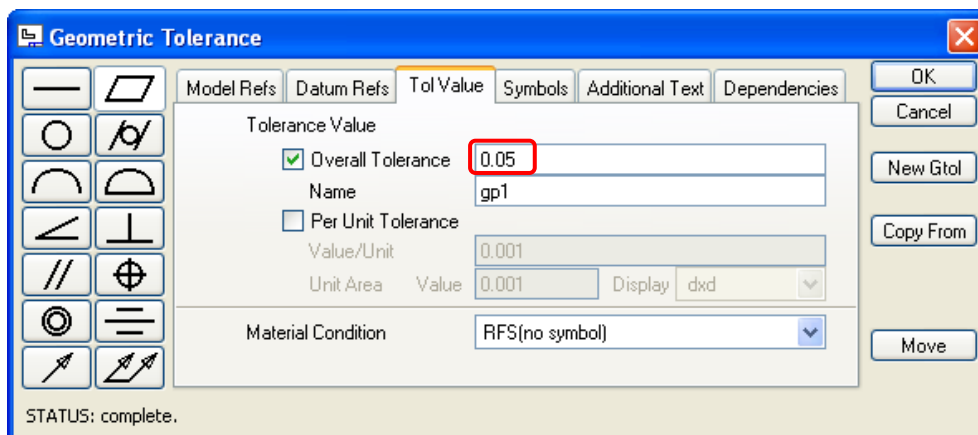 Geometric Tolerance
Model Refs Datum Refs Tol Value Symbols Additional Text Dependencies
OK
Cancel
New Gtol
Copy From
Move
Tolerance Value
Overall Tolerance 0.05
Name gp1
Per Unit Tolerance
Value/Unit 0.001
Unit Area Value 0.001 Display dxd
Material Condition RFS(no symbol)
STATUS: complete.